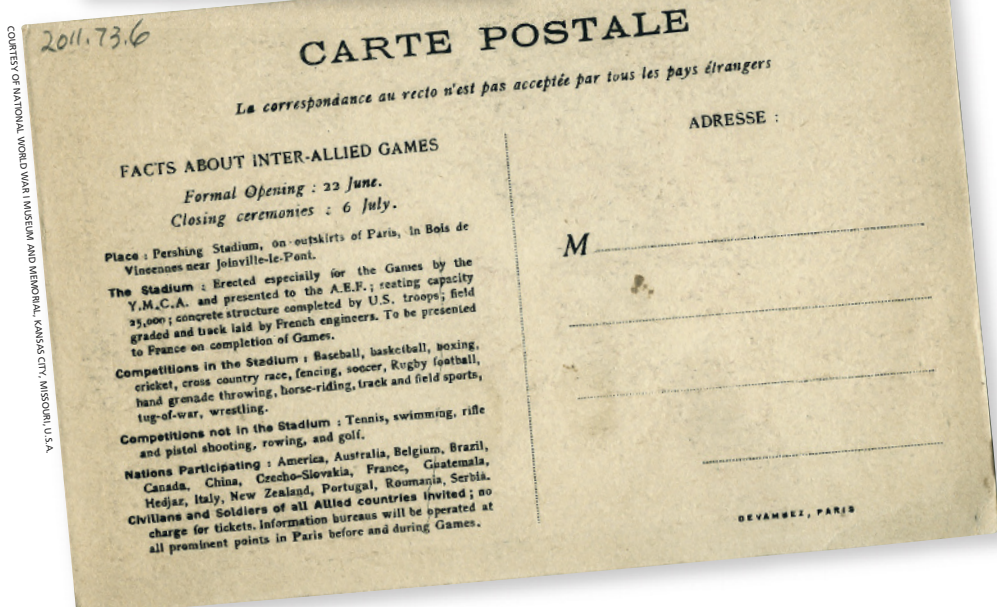 COURTESY OF NATIONAL WORLD WAR I MUSEUM AND MEMORIAL, KANSAS CITY, MISSOURI, U.S.A.
2011.73.6
CARTE POSTALE
La correspondance au recto n'est pas acceptée par tous les pays étrangers
FACTS ABOUT INTER-ALLIED GAMES
Formal Opening : 22 June.
Closing ceremonies : 6 July.
Place : Pershing Stadium, on outskirts of Paris, in Bois de
Vincennes near Joinville-le-Pont.
The Stadium : Erected especially for the Games by the
Y.M.C.A. and presented to the A.E.F.; seating capacity
25,000; concrete structure completed by U.S. troops; field
graded and track laid by French engineers. To be presented
to France on completion of Games.
Competitions in the Stadium : Baseball, basketball, boxing,
cricket, cross country race, fencing, soccer, Rugby football,
hand grenade throwing, horse-riding, track and field sports,
tug-of-war, wrestling.
Competitions not in the Stadium : Tennis, swimming, rifle
and pistol shooting, rowing, and golf.
Nations Participating : America, Australia, Belgium, Brazil,
Canada, China, Czecho-Slovakia, France, Guatemala,
Hedjar, Italy, New Zealand, Portugal, Roumania, Serbia.
Civilians and Soldiers of all Allied countries invited; no
charge for tickets. Information bureaus will be operated at
all prominent points in Paris before and during Games.
ADRESSE :
M
DEVAMBEZ, PARIS